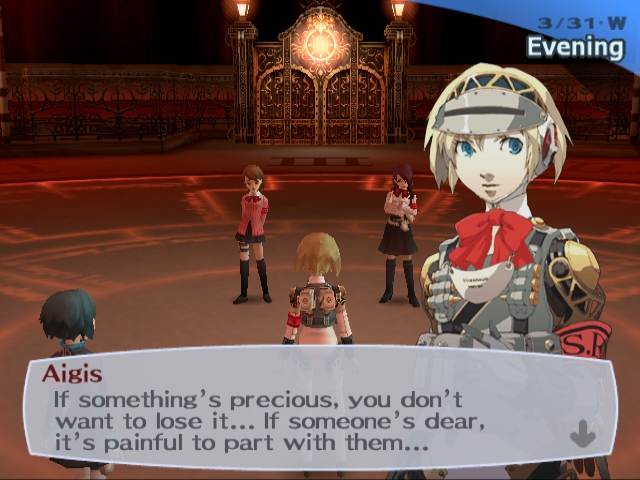 3/31·W
Evening
Aigis
If something's precious, you don't
want to lose it... If someone's dear,
it's painful to part with them...